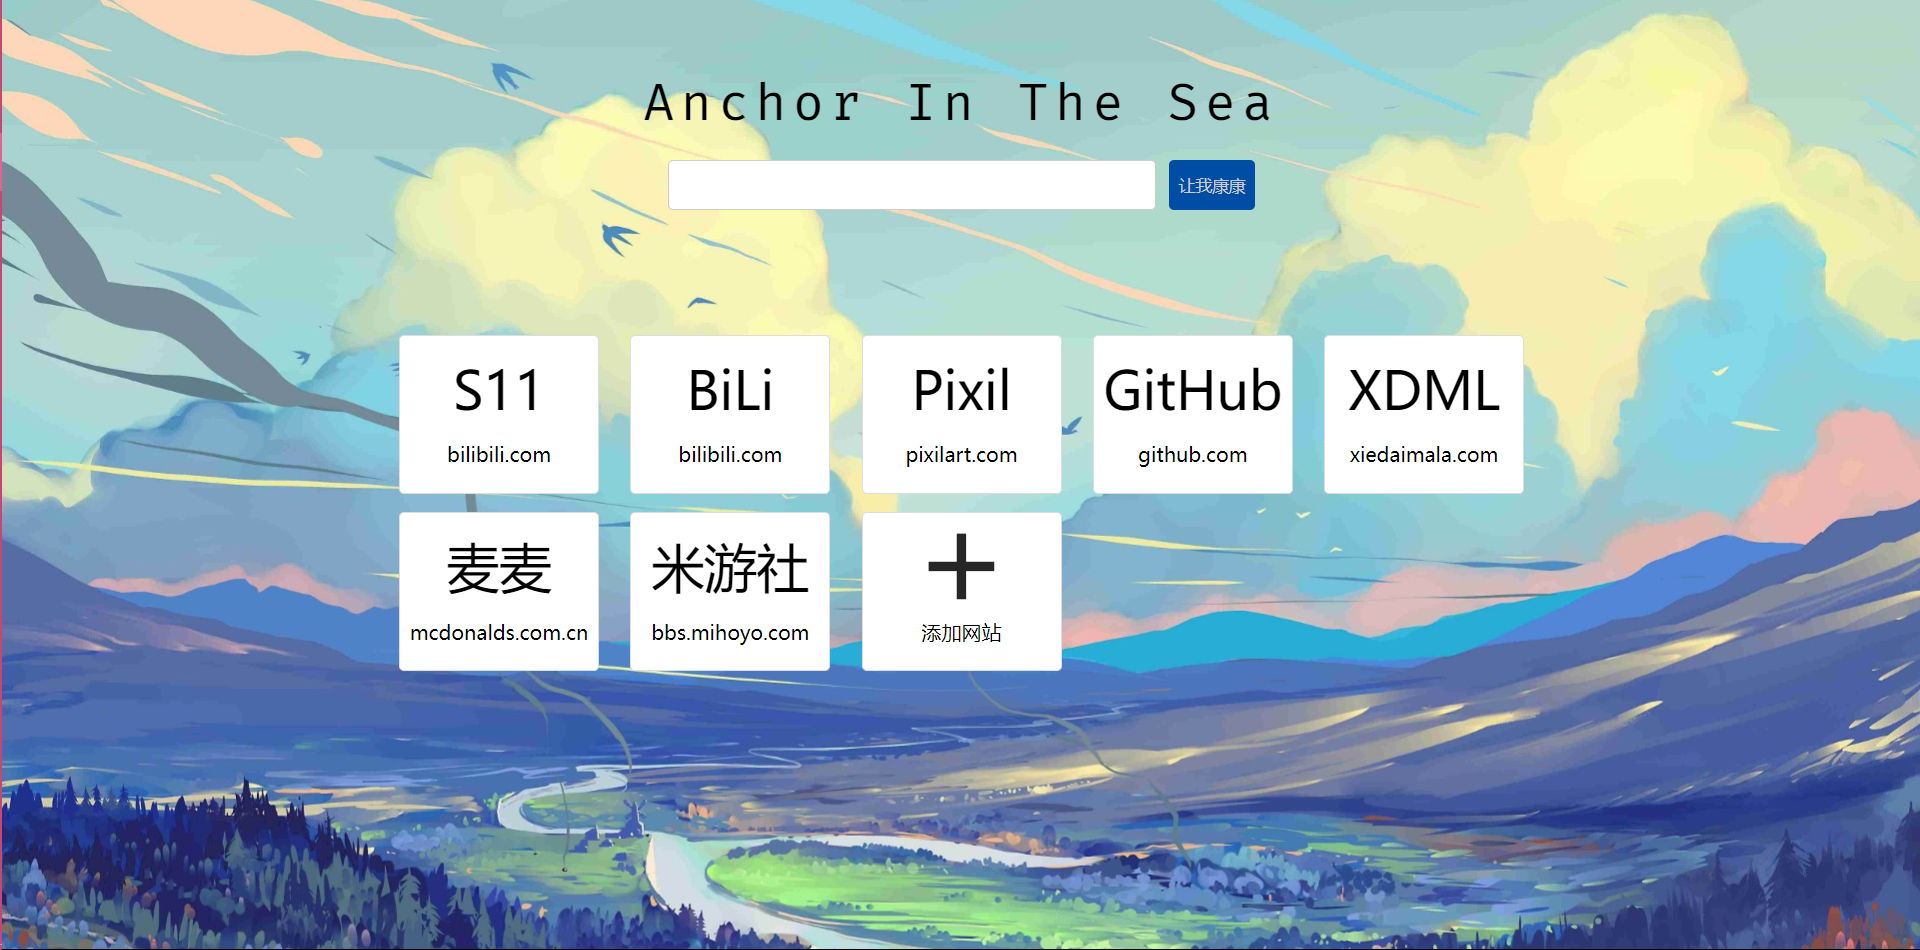 Anchor In The Sea
让我康康
S11
bilibili.com
BiLi
bilibili.com
Pixil
pixilart.com
GitHub
github.com
XDML
xiedaimala.com
麦麦
mcdonalds.com.cn
米游社
bbs.mihoyo.com
添加网站